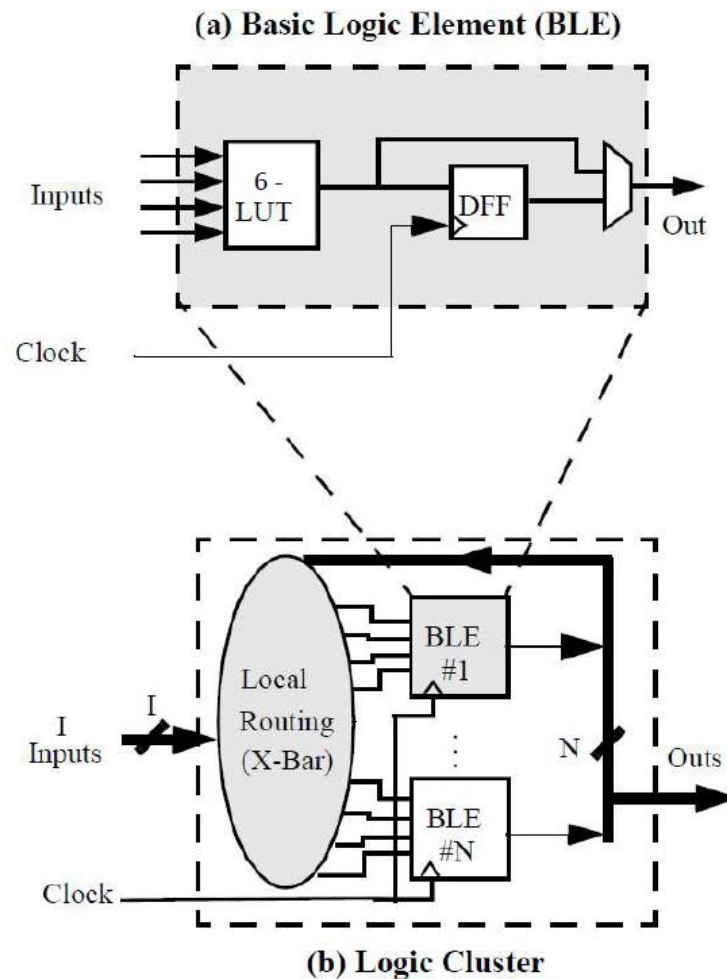 (a) Basic Logic Element (BLE)
6 -
LUT
Inputs
DFF
Out
Clock
BLE
#1
Local
Routing
(X-Bar)
I
I
Inputs
N
Outs
BLE
#N
Clock
(b) Logic Cluster